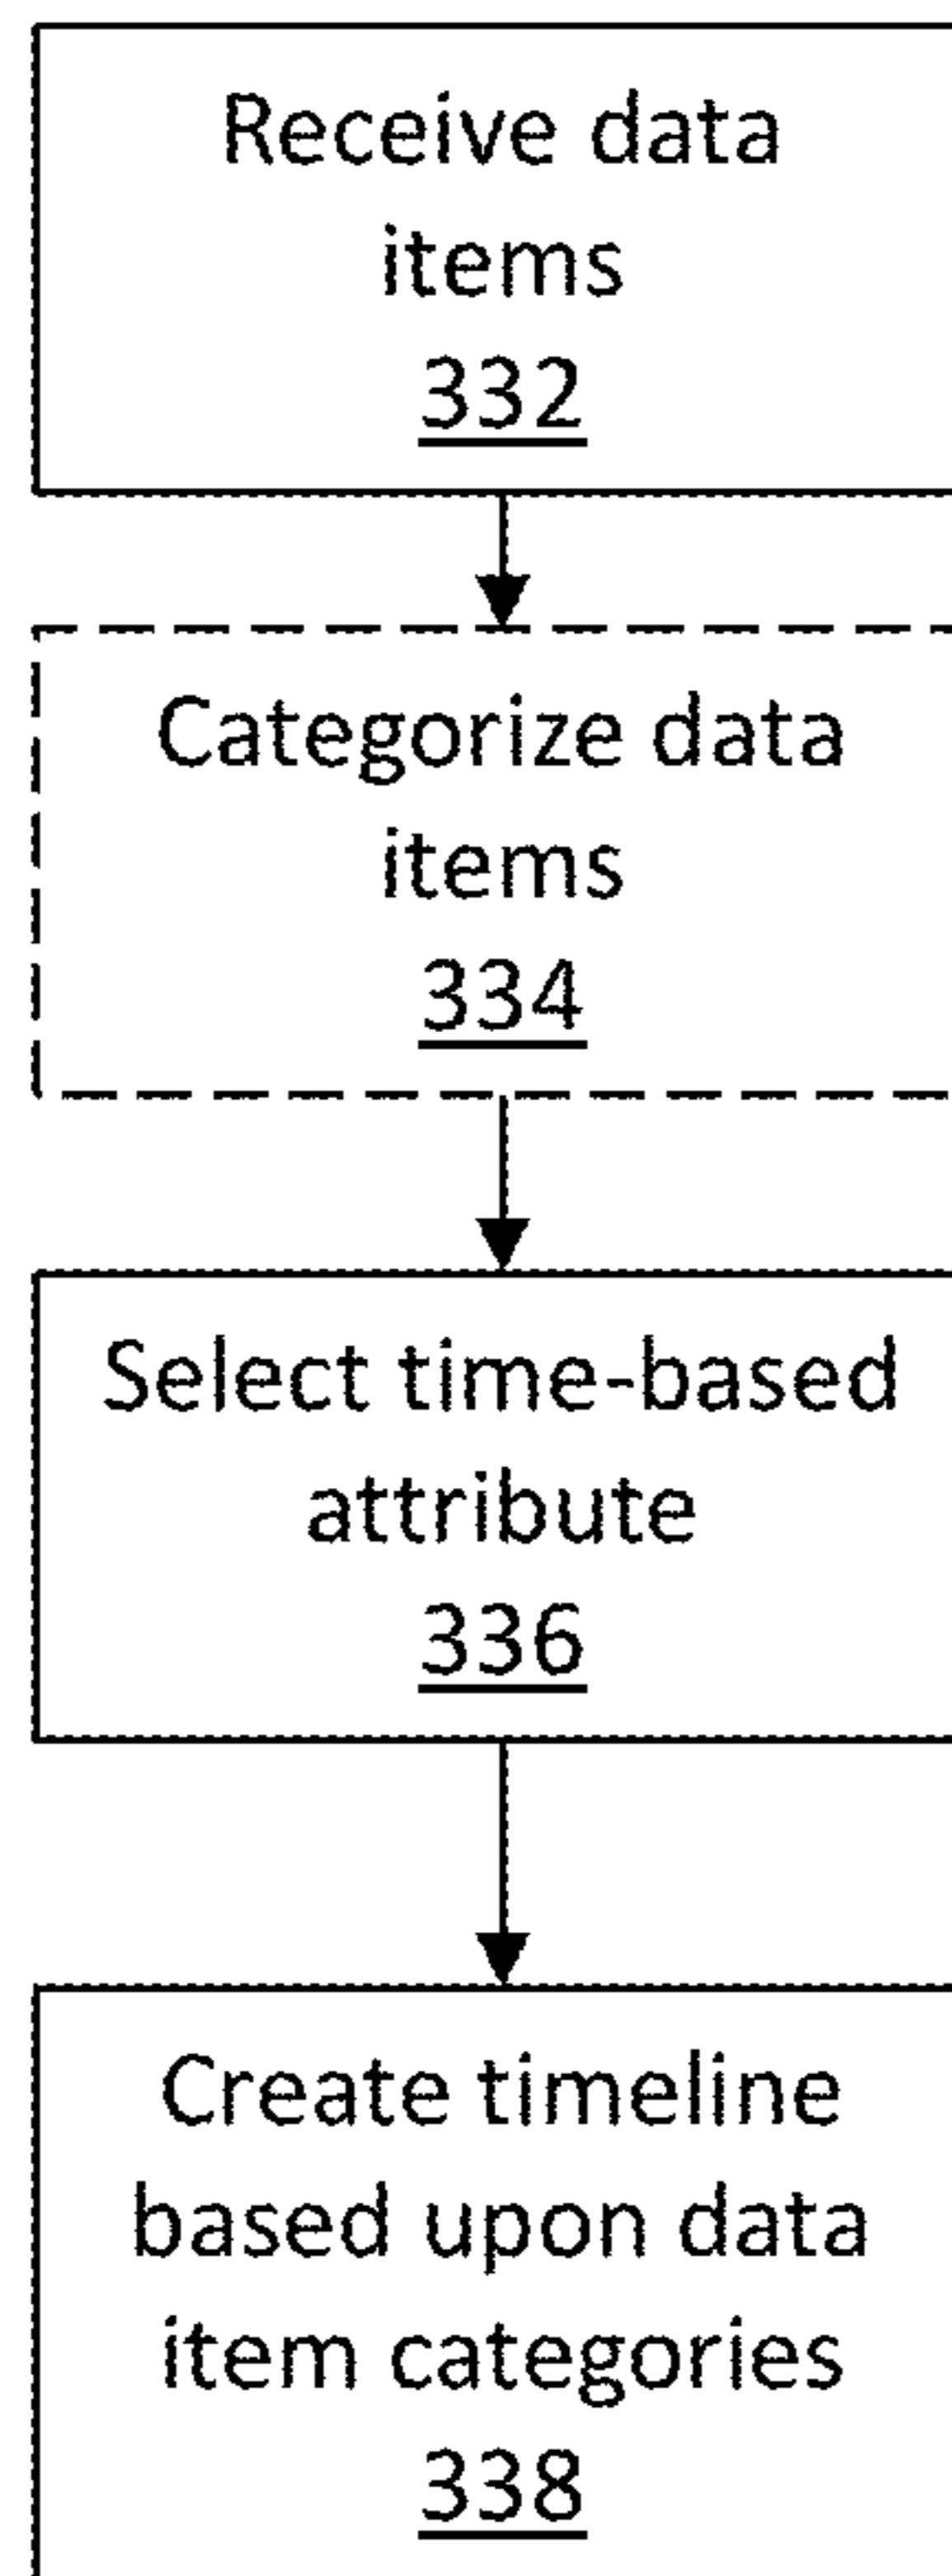 Receive data
items
332
Categorize data
items
334
Select time-based
attribute
336
Create timeline
based upon data
item categories
338